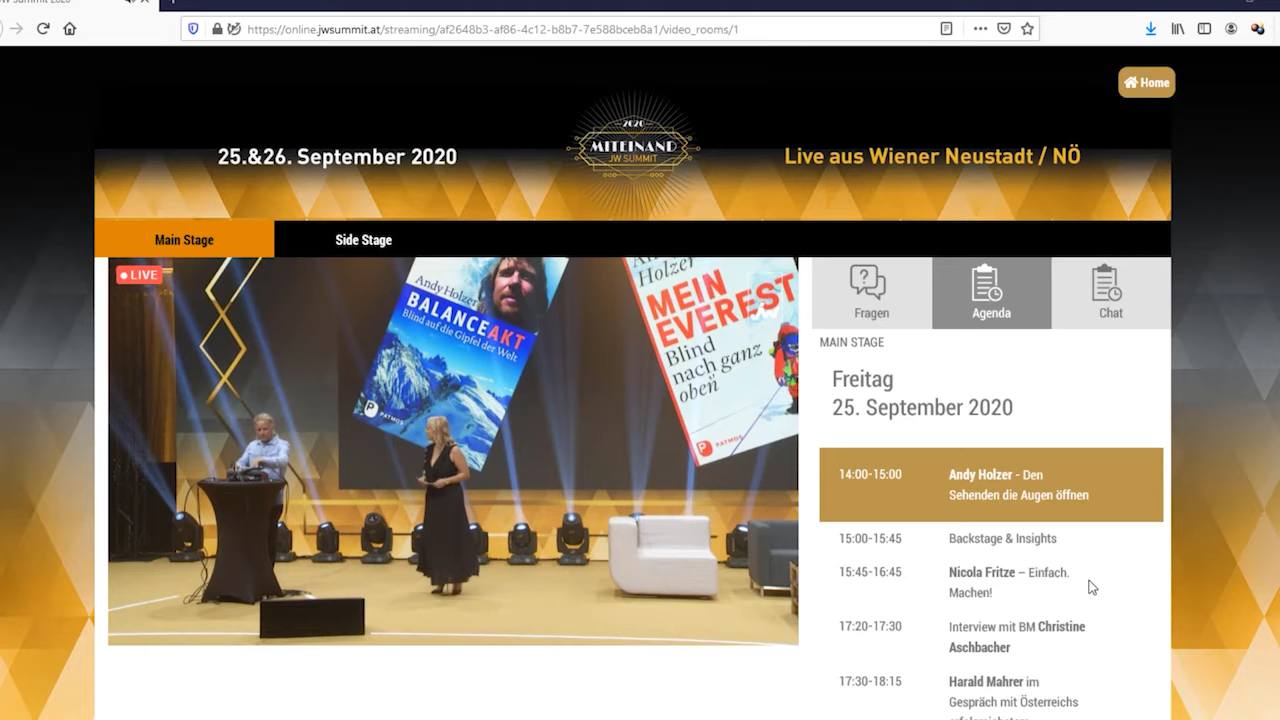 https://online.jwsummit.at/streaming/af2648b3-af86-4c12-b8b7-7e588bceb8a1/video_rooms/1
Home
25.&26. September 2020
2020
MITEINAND
JW SUMMIT
Live aus Wiener Neustadt / NÖ
Main Stage
Side Stage
LIVE
Andy Holzer
BALANCEAKT
Blind auf die Gipfel der Welt
PATMOS
Holzer
MEIN
EVEREST
Blind
nach ganz
oben
PATMOS
JW
Fragen
Agenda
Chat
MAIN STAGE
Freitag
25. September 2020
14:00-15:00
Andy Holzer - Den
Sehenden die Augen öffnen
15:00-15:45
Backstage & Insights
15:45-16:45
Nicola Fritze – Einfach.
Machen!
17:20-17:30
Interview mit BM Christine
Aschbacher
17:30-18:15
Harald Mahrer im
Gespräch mit Österreichs